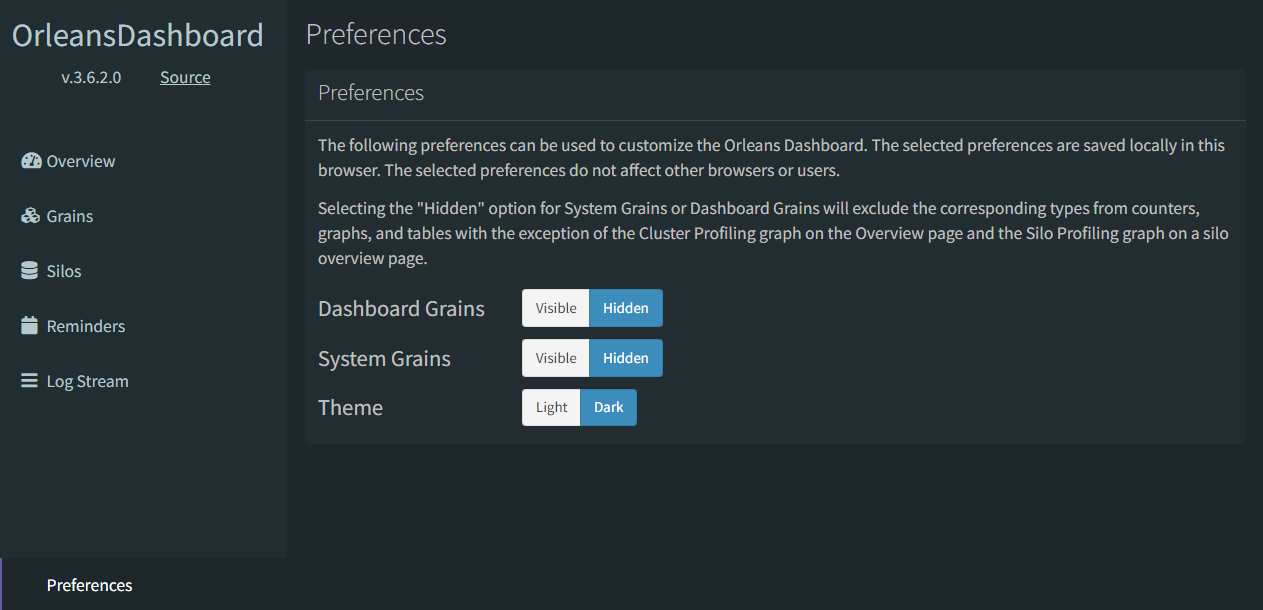 OrleansDashboard
v.3.6.2.0 Source
Overview
Grains
Silos
Reminders
Log Stream
Preferences
Preferences
Preferences
The following preferences can be used to customize the Orleans Dashboard. The selected preferences are saved locally in this
browser. The selected preferences do not affect other browsers or users.
Selecting the "Hidden" option for System Grains or Dashboard Grains will exclude the corresponding types from counters,
graphs, and tables with the exception of the Cluster Profiling graph on the Overview page and the Silo Profiling graph on a silo
overview page.
Dashboard Grains Visible Hidden
System Grains Visible Hidden
Theme Light Dark